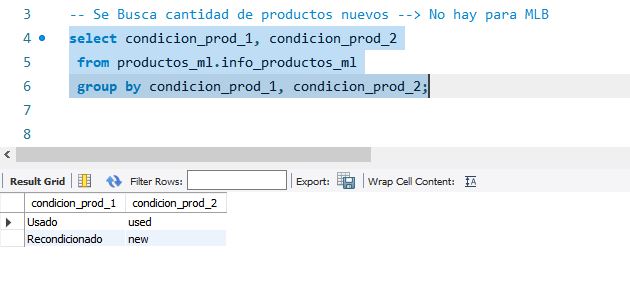 3 -- Se Busca cantidad de productos nuevos --> No hay para MLB
4 select condicion_prod_1, condicion_prod_2
5 from productos_ml.info_productos_ml
6 group by condicion_prod_1, condicion_prod_2;
7
8
Result Grid Filter Rows: Export: Wrap Cell Content: IA
condicion_prod_1 condicion_prod_2
Usado used
Recondicionado new